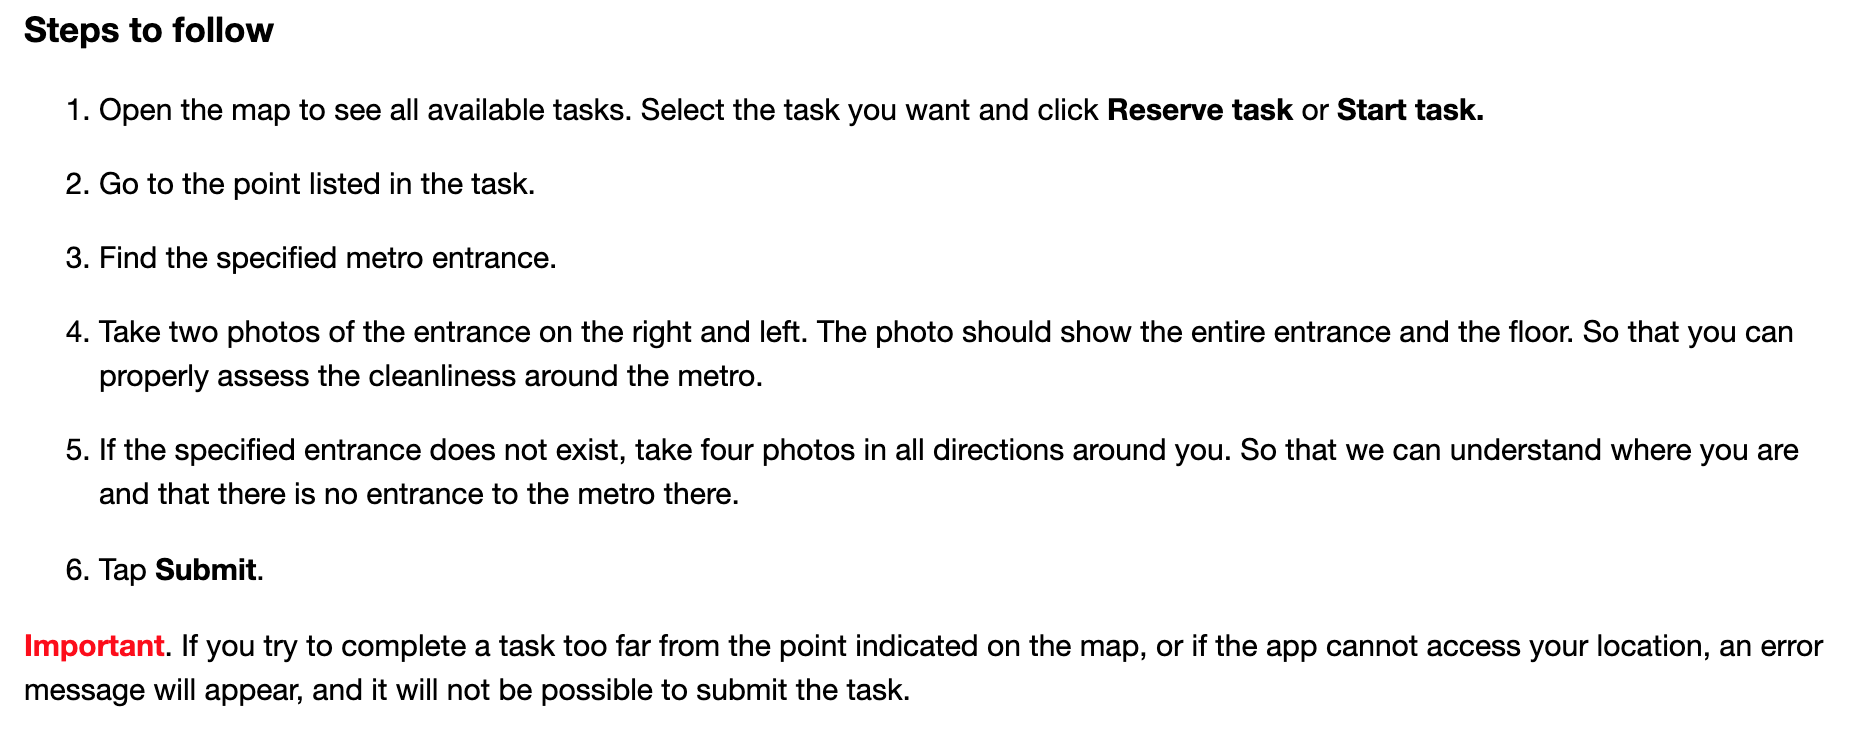 Steps to follow
1. Open the map to see all available tasks. Select the task you want and click Reserve task or Start task.
2. Go to the point listed in the task.
3. Find the specified metro entrance.
4. Take two photos of the entrance on the right and left. The photo should show the entire entrance and the floor. So that you can
properly assess the cleanliness around the metro.
5. If the specified entrance does not exist, take four photos in all directions around you. So that we can understand where you are
and that there is no entrance to the metro there.
6. Tap Submit.
Important. If you try to complete a task too far from the point indicated on the map, or if the app cannot access your location, an error
message will appear, and it will not be possible to submit the task.